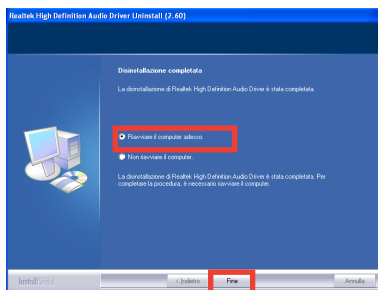 Realtek High Definition Audio Driver Uninstall (2.60)
Disinstallazione completata
La disinstallazione di Realtek High Definition Audio Driver è stata completata.
Riavviare il computer adesso.
Non riavviare il computer.
La disinstallazione di Realtek High Definition Audio Driver è stata completata. Per
completare la procedura, è necessario riavviare il computer.
InstallShield
< Indietro
Fine
Annulla